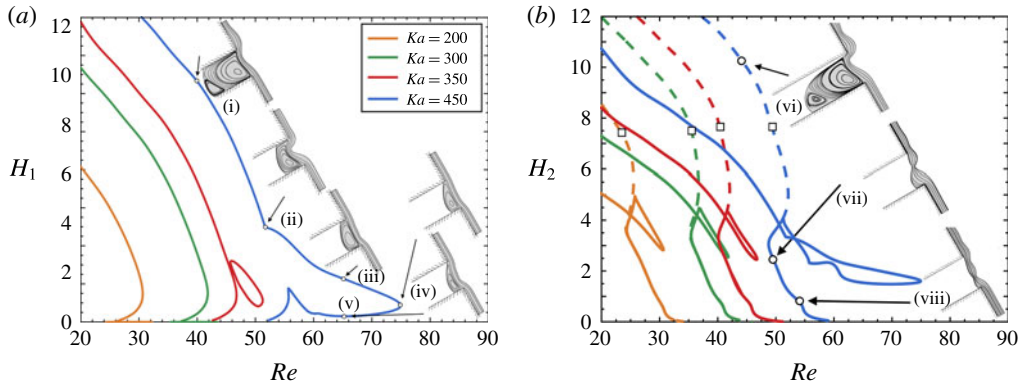 (a)
12
10
8
6
4
2
0
H₁
20 30 40 50 60 70 80 90
Re
Ka = 200
Ka = 300
Ka = 350
Ka = 450
(i)
(ii)
(iii)
(iv)
(v)
(b)
12
10
8
6
4
2
0
H₂
20 30 40 50 60 70 80 90
Re
(vi)
(vii)
(viii)